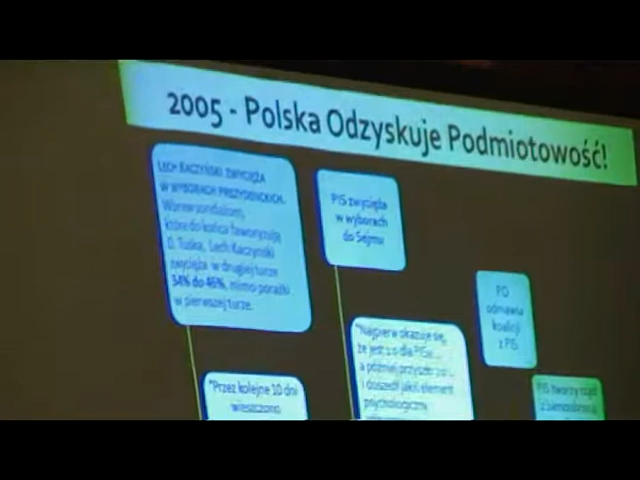 2005 - Polska Odzyskuje Podmiotowość!
LECH KACZYŃSKI ZWYCIĘŻA
W WYBORACH PREZYDENCKICH.
Wbrew sondażom,
które do końca faworyzują
D. Tuska, Lech Kaczyński
zwycięża w drugiej turze
54% do 46%, mimo porażki
w pierwszej turze.
PiS zwycięża
w wyborach
do Sejmu
PO
odmawia
koalicji
z PiS
"Najpierw okazuje się,
że jest 1:0 dla PiS
a później przyszło
i doszedł jakiś element
psychologiczny
PiS tworzy rząd
z Samoobroną
"Przez kolejne 10 dni
wieszczono